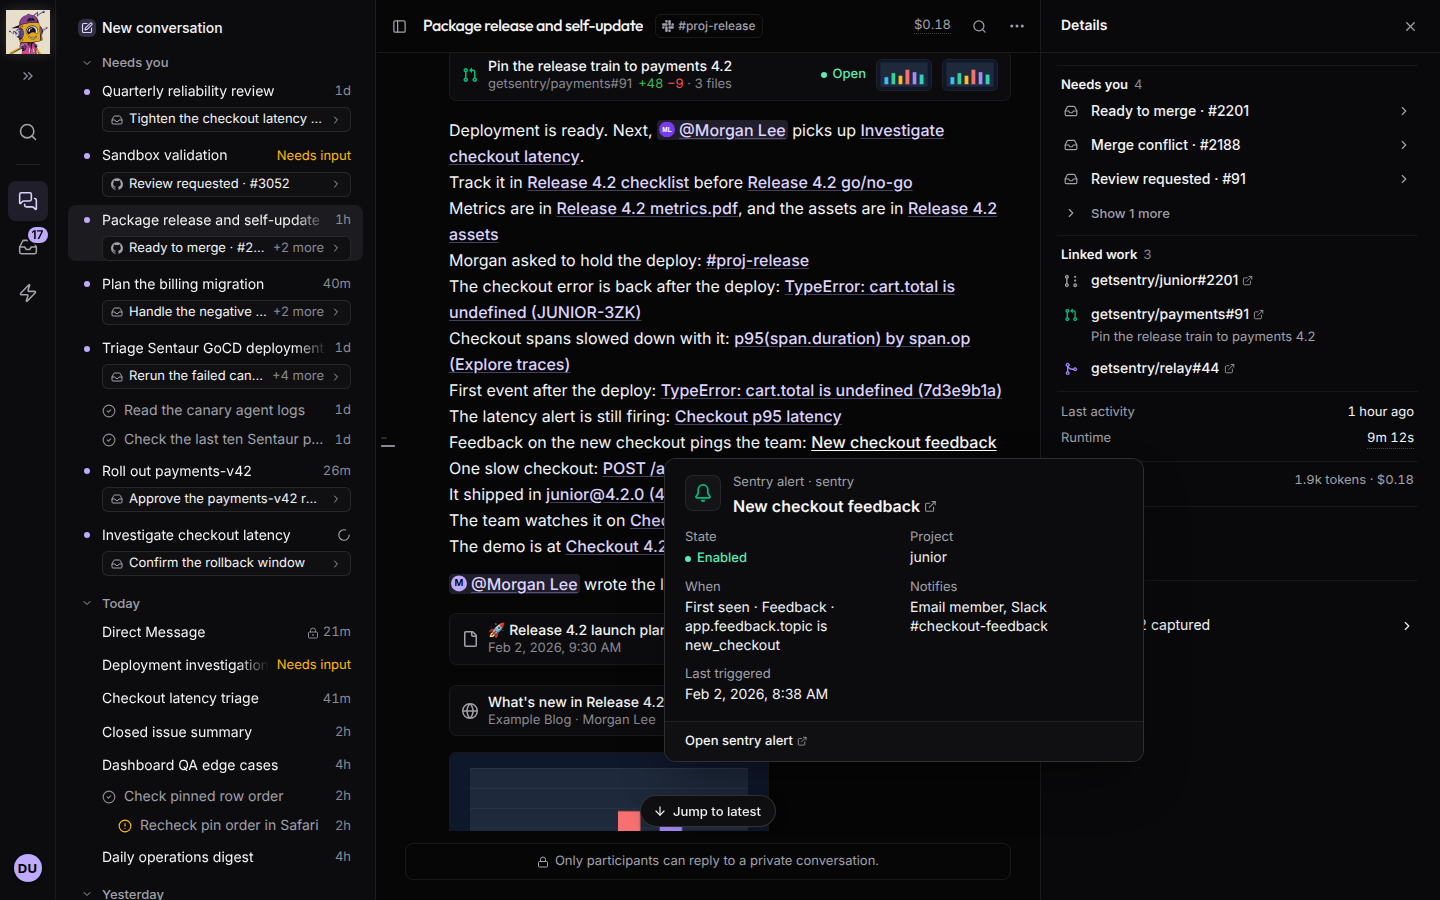 New conversation
Needs you
Quarterly reliability review 1d
Tighten the checkout latency ...
Sandbox validation Needs input
Review requested · #3052
Package release and self-update 1h
Ready to merge · #2... +2 more
Plan the billing migration 40m
Handle the negative ... +2 more
Triage Sentaur GoCD deployment 1d
Rerun the failed can... +4 more
Read the canary agent logs 1d
Check the last ten Sentaur p... 1d
Roll out payments-v42 26m
Approve the payments-v42 r...
Investigate checkout latency
Confirm the rollback window
Today
Direct Message 21m
Deployment investigation Needs input
Checkout latency triage 41m
Closed issue summary 2h
Dashboard QA edge cases 4h
Check pinned row order 2h
Recheck pin order in Safari 2h
Daily operations digest 4h
Yesterday
17
DU
Package release and self-update #proj-release $0.18
Pin the release train to payments 4.2
getsentry/payments#91 +48 −9 · 3 files
Open
Deployment is ready. Next, ML @Morgan Lee picks up Investigate
checkout latency.
Track it in Release 4.2 checklist before Release 4.2 go/no-go
Metrics are in Release 4.2 metrics.pdf, and the assets are in Release 4.2
assets
Morgan asked to hold the deploy: #proj-release
The checkout error is back after the deploy: TypeError: cart.total is
undefined (JUNIOR-3ZK)
Checkout spans slowed down with it: p95(span.duration) by span.op
(Explore traces)
First event after the deploy: TypeError: cart.total is undefined (7d3e9b1a)
The latency alert is still firing: Checkout p95 latency
Feedback on the new checkout pings the team: New checkout feedback
One slow checkout: POST /a
It shipped in junior@4.2.0 (4
The team watches it on Chec
The demo is at Checkout 4.2
M @Morgan Lee wrote the l
🚀 Release 4.2 launch plan
Feb 2, 2026, 9:30 AM
What's new in Release 4.2
Example Blog · Morgan Lee
Jump to latest
Only participants can reply to a private conversation.
Sentry alert · sentry
New checkout feedback
State
Enabled
Project
junior
When
First seen · Feedback ·
app.feedback.topic is
new_checkout
Notifies
Email member, Slack
#checkout-feedback
Last triggered
Feb 2, 2026, 8:38 AM
Open sentry alert
Details
Needs you 4
Ready to merge · #2201
Merge conflict · #2188
Review requested · #91
Show 1 more
Linked work 3
getsentry/junior#2201
getsentry/payments#91
Pin the release train to payments 4.2
getsentry/relay#44
Last activity 1 hour ago
Runtime 9m 12s
1.9k tokens · $0.18
2 captured